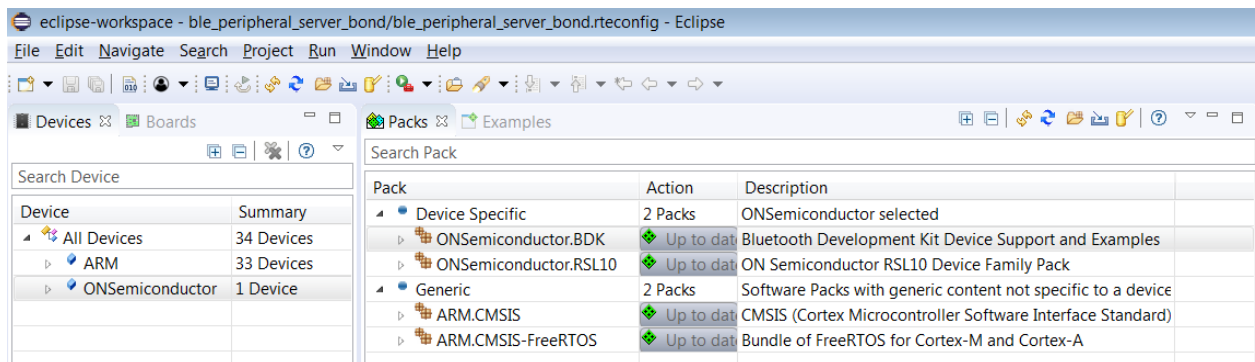 eclipse-workspace - ble_peripheral_server_bond/ble_peripheral_server_bond.rteconfig - Eclipse
File Edit Navigate Search Project Run Window Help
Devices Boards
Search Device
Device Summary
All Devices 34 Devices
ARM 33 Devices
ONSemiconductor 1 Device
Packs Examples
Search Pack
Pack Action Description
Device Specific 2 Packs ONSemiconductor selected
ONSemiconductor.BDK Up to dat Bluetooth Development Kit Device Support and Examples
ONSemiconductor.RSL10 Up to dat ON Semiconductor RSL10 Device Family Pack
Generic 2 Packs Software Packs with generic content not specific to a device
ARM.CMSIS Up to dat CMSIS (Cortex Microcontroller Software Interface Standard)
ARM.CMSIS-FreeRTOS Up to dat Bundle of FreeRTOS for Cortex-M and Cortex-A